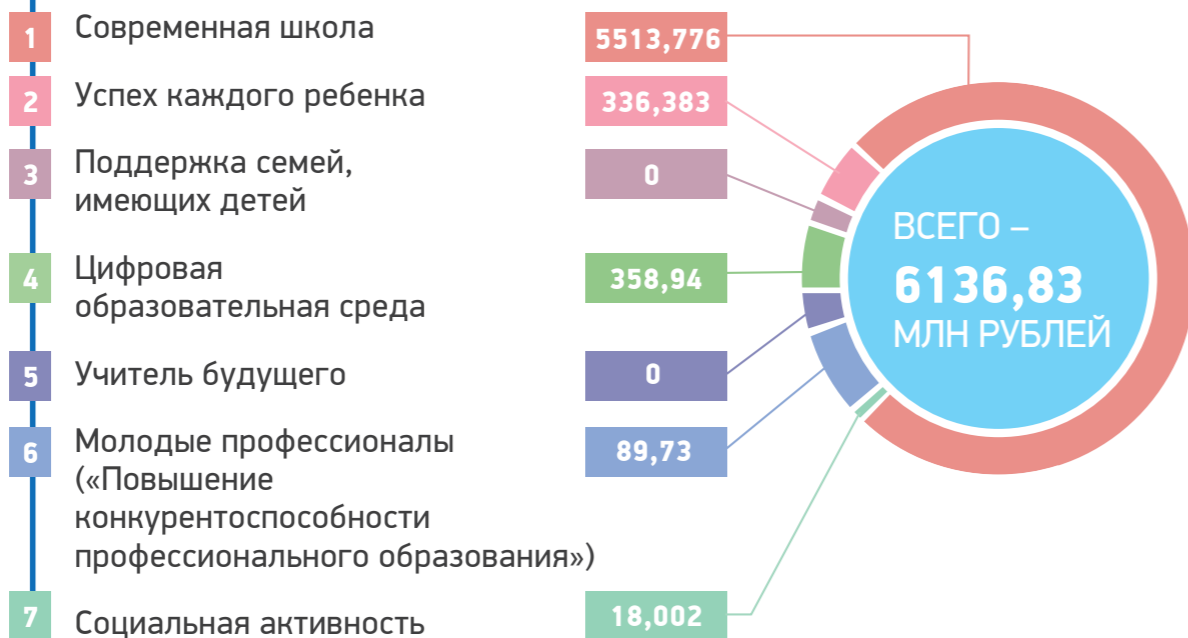 1 Современная школа 5513,776
2 Успех каждого ребенка 336,383
3 Поддержка семей,
имеющих детей 0
4 Цифровая
образовательная среда 358,94
5 Учитель будущего 0
6 Молодые профессионалы
(«Повышение
конкурентоспособности
профессионального образования»)
89,73
7 Социальная активность 18,002
ВСЕГО –
6136,83
МЛН РУБЛЕЙ